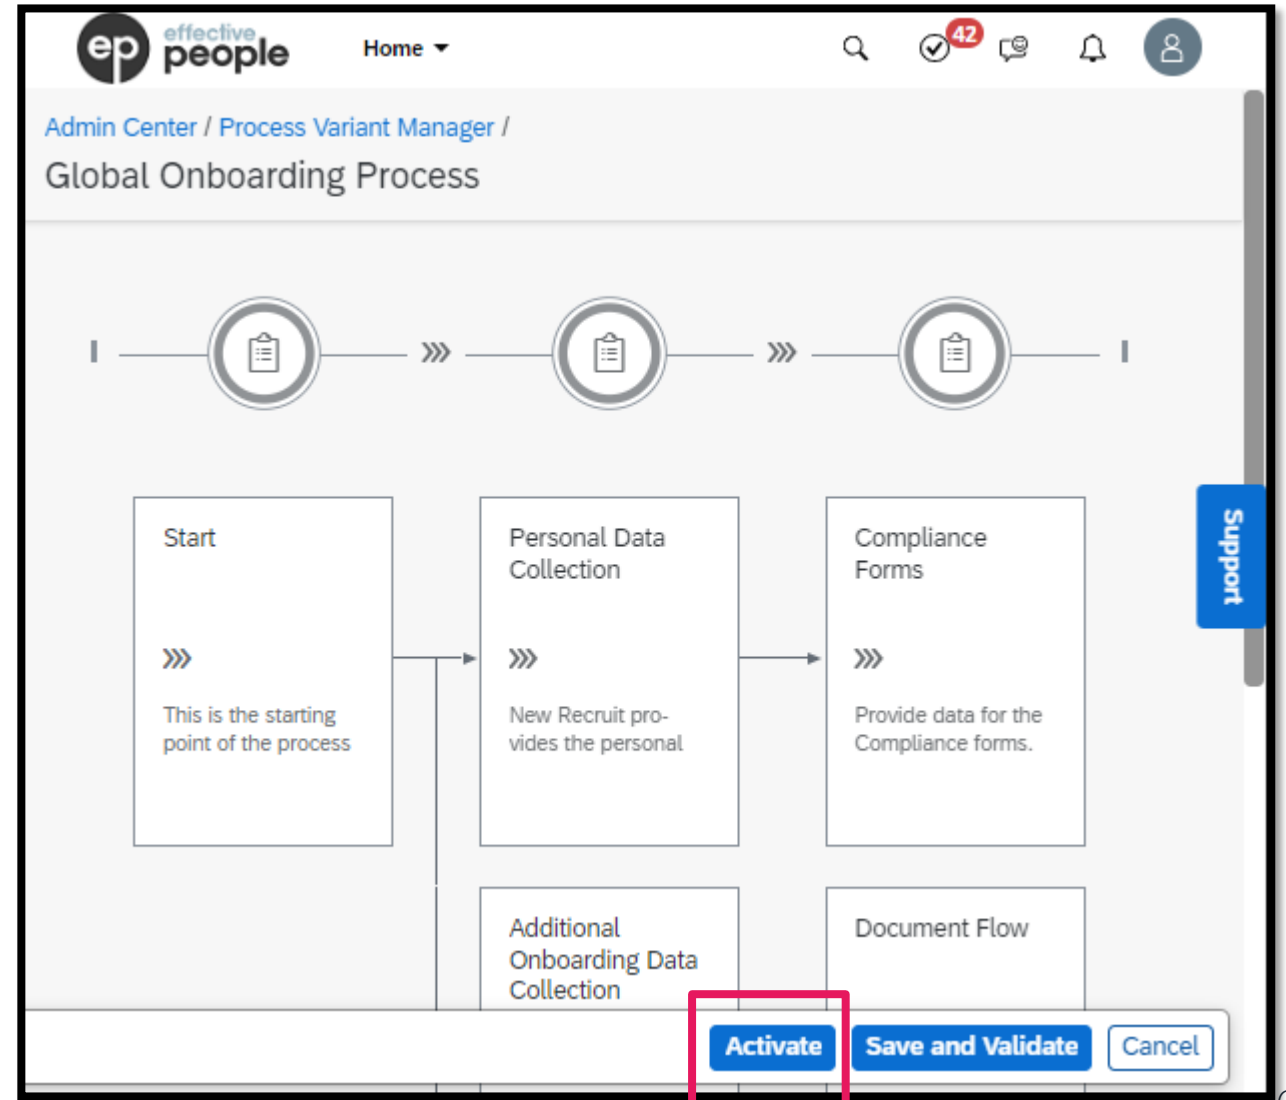 ep effective people
Home
42
Admin Center / Process Variant Manager /
Global Onboarding Process
Start
This is the starting
point of the process
Personal Data
Collection
New Recruit pro-
vides the personal
Compliance
Forms
Provide data for the
Compliance forms.
Support
Additional
Onboarding Data
Collection
Document Flow
Activate
Save and Validate
Cancel